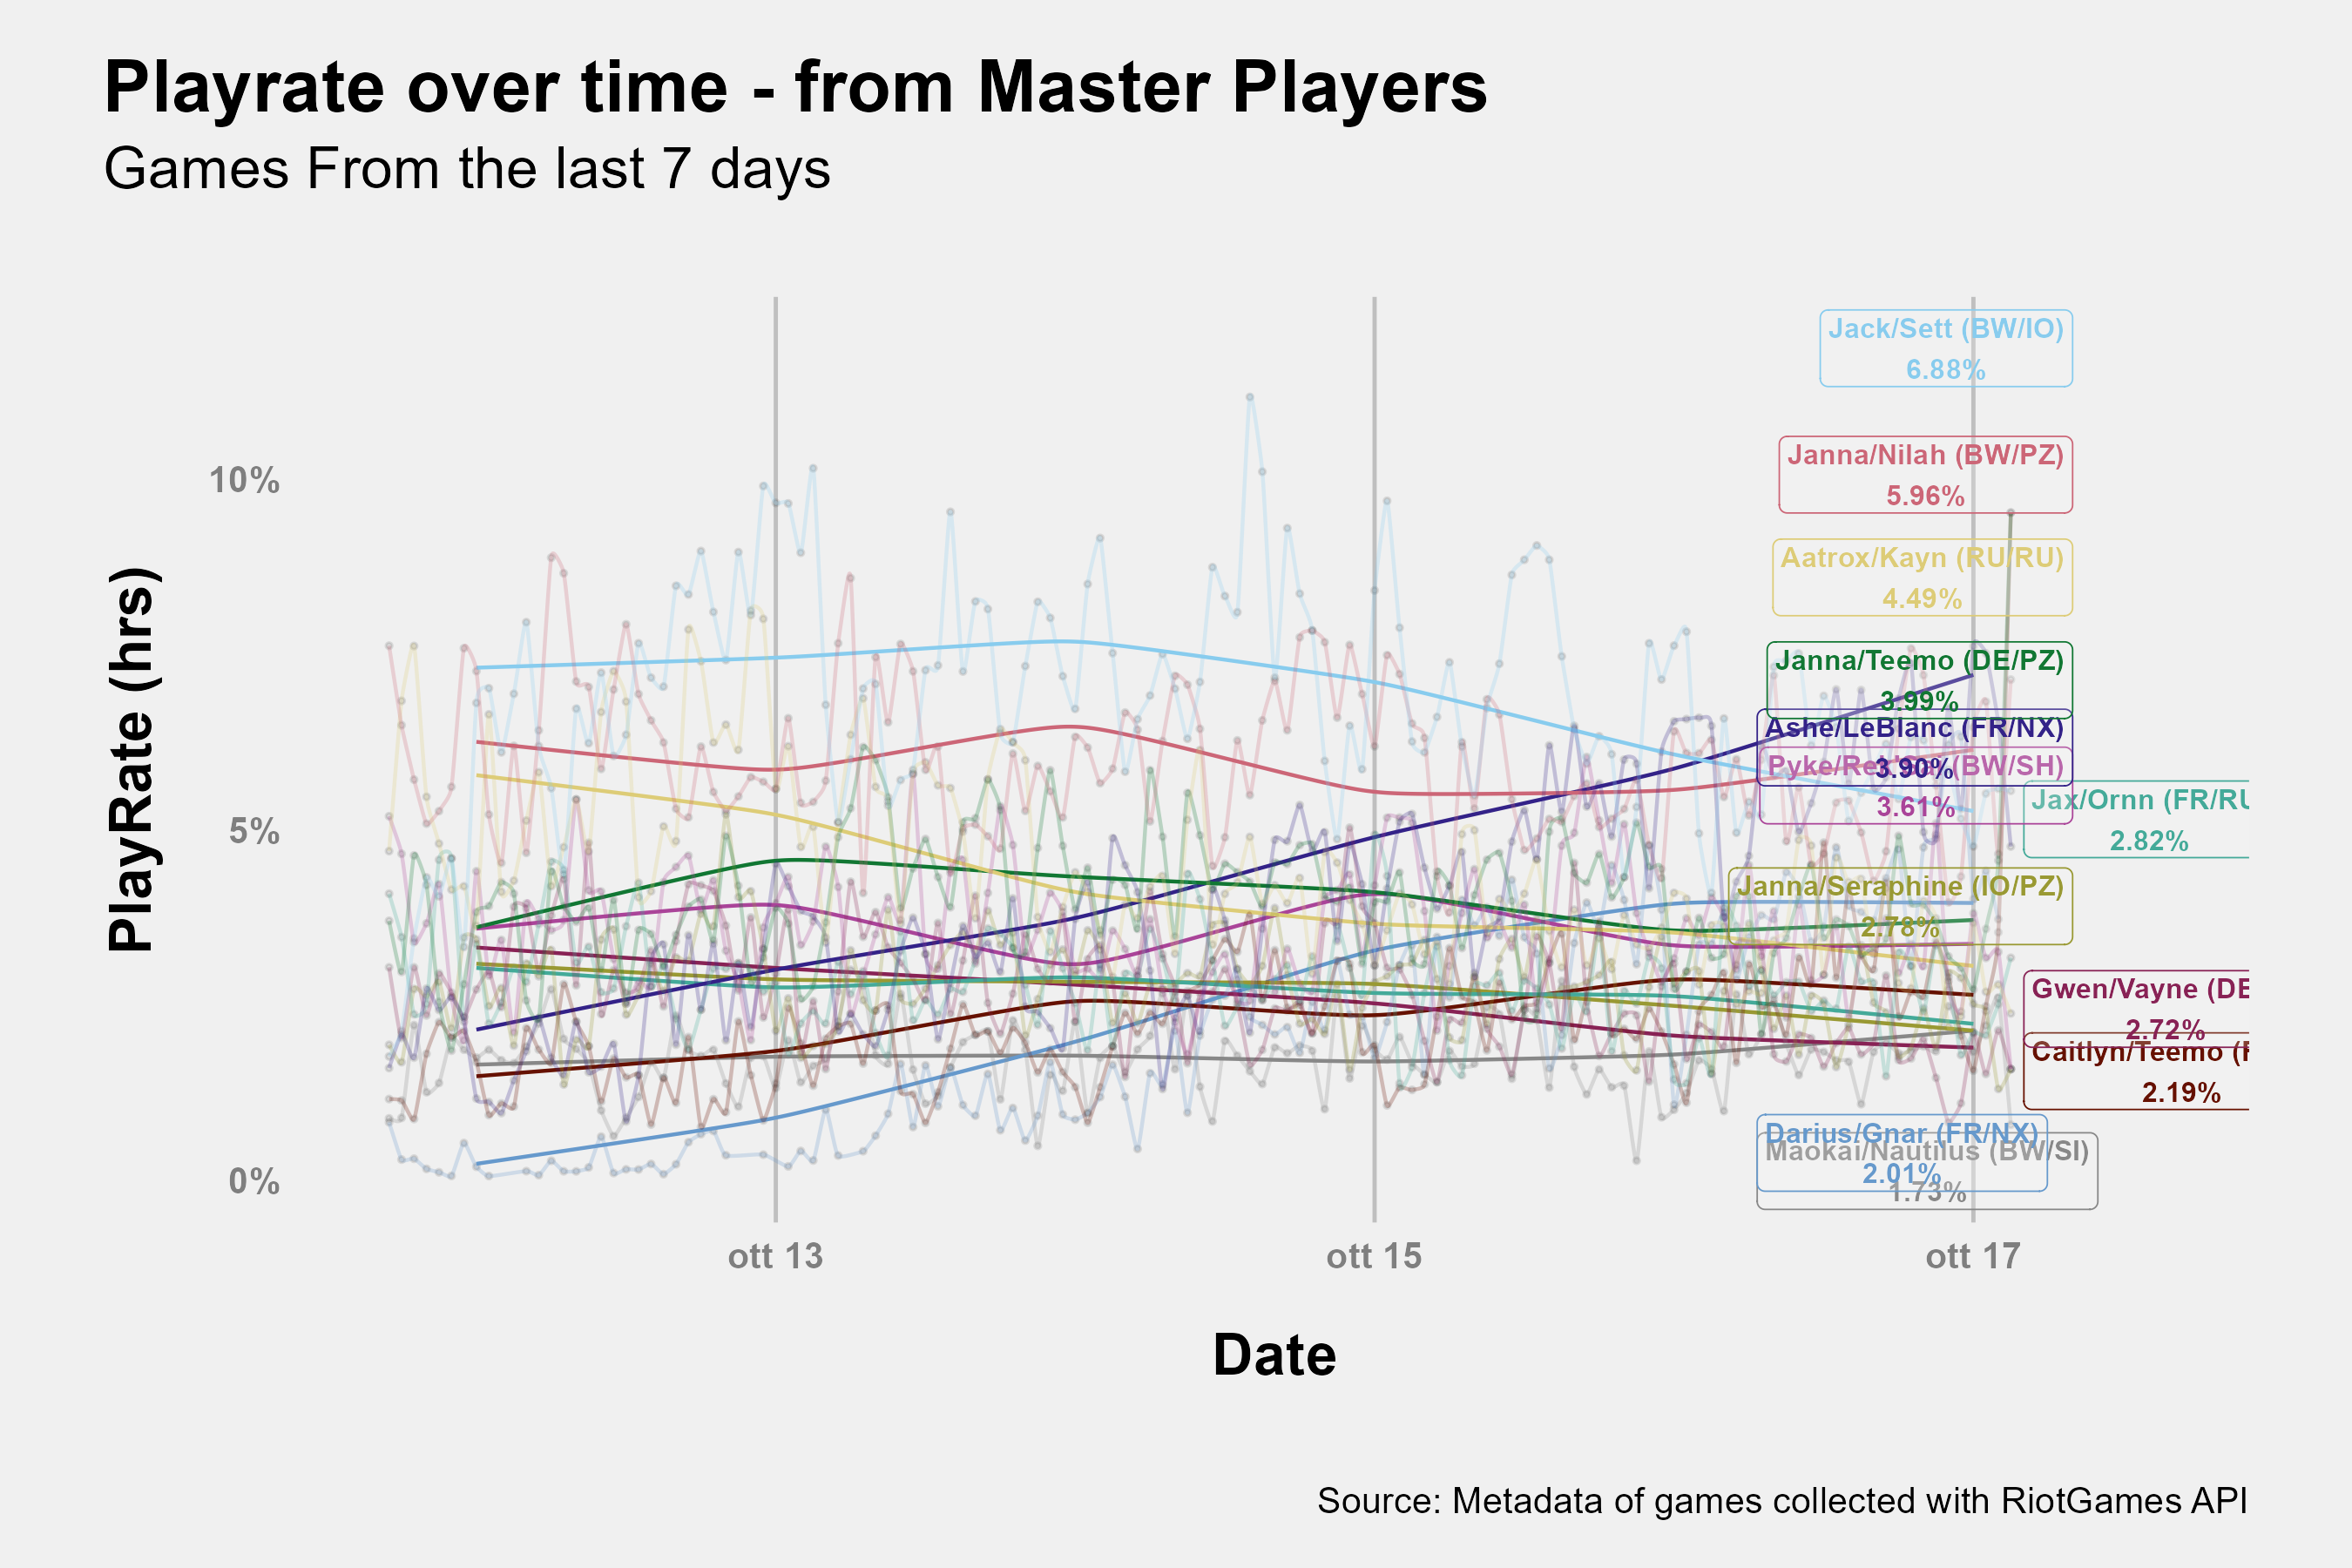 Playrate over time - from Master Players
Games From the last 7 days
Jack/Sett (BW/IO)
6.88%
Janna/Nilah (BW/PZ)
5.96%
Aatrox/Kayn (RU/RU)
4.49%
Janna/Teemo (DE/PZ)
3.99%
Ashe/LeBlanc (FR/NX)
3.90%
(BW/SH)
3.61%
Jax/Ornn (FR/RU
2.82%
Janna/Seraphine (IO/PZ)
2.78%
Gwen/Vayne (DE
2.72%
Caitlyn/Teemo
2.19%
Darius/Gnar (FR/NX)
2.01%
Maokai/Nautilus (BW/SI)
1.73%
PlayRate (hrs)
10%
5%
0%
ott 13
ott 15
ott 17
Date
Source: Metadata of games collected with RiotGames API